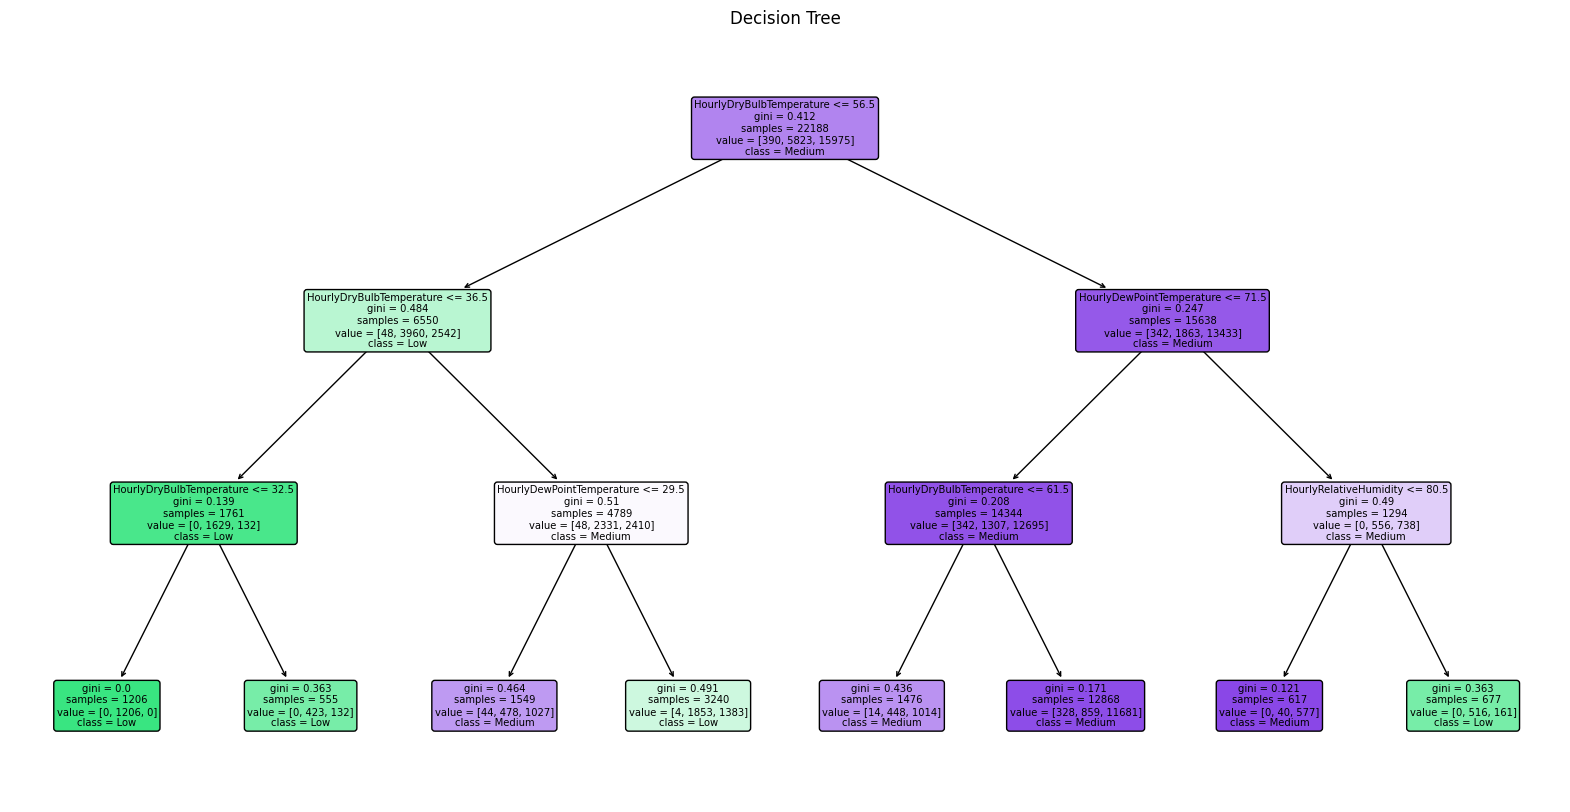 Decision Tree
HourlyDryBulbTemperature <= 56.5
gini = 0.412
samples = 22188
value = [390, 5823, 15975]
class = Medium
HourlyDryBulbTemperature <= 36.5
gini = 0.484
samples = 6550
value = [48, 3960, 2542]
class = Low
HourlyDewPointTemperature <= 71.5
gini = 0.247
samples = 15638
value = [342, 1863, 13433]
class = Medium
HourlyDryBulbTemperature <= 32.5
gini = 0.139
samples = 1761
value = [0, 1629, 132]
class = Low
HourlyDewPointTemperature <= 29.5
gini = 0.51
samples = 4789
value = [48, 2331, 2410]
class = Medium
HourlyDryBulbTemperature <= 61.5
gini = 0.208
samples = 14344
value = [342, 1307, 12695]
class = Medium
HourlyRelativeHumidity <= 80.5
gini = 0.49
samples = 1294
value = [0, 556, 738]
class = Medium
gini = 0.0
samples = 1206
value = [0, 1206, 0]
class = Low
gini = 0.363
samples = 555
value = [0, 423, 132]
class = Low
gini = 0.464
samples = 1549
value = [44, 478, 1027]
class = Medium
gini = 0.491
samples = 3240
value = [4, 1853, 1383]
class = Low
gini = 0.436
samples = 1476
value = [14, 448, 1014]
class = Medium
gini = 0.171
samples = 12868
value = [328, 859, 11681]
class = Medium
gini = 0.121
samples = 617
value = [0, 40, 577]
class = Medium
gini = 0.363
samples = 677
value = [0, 516, 161]
class = Low